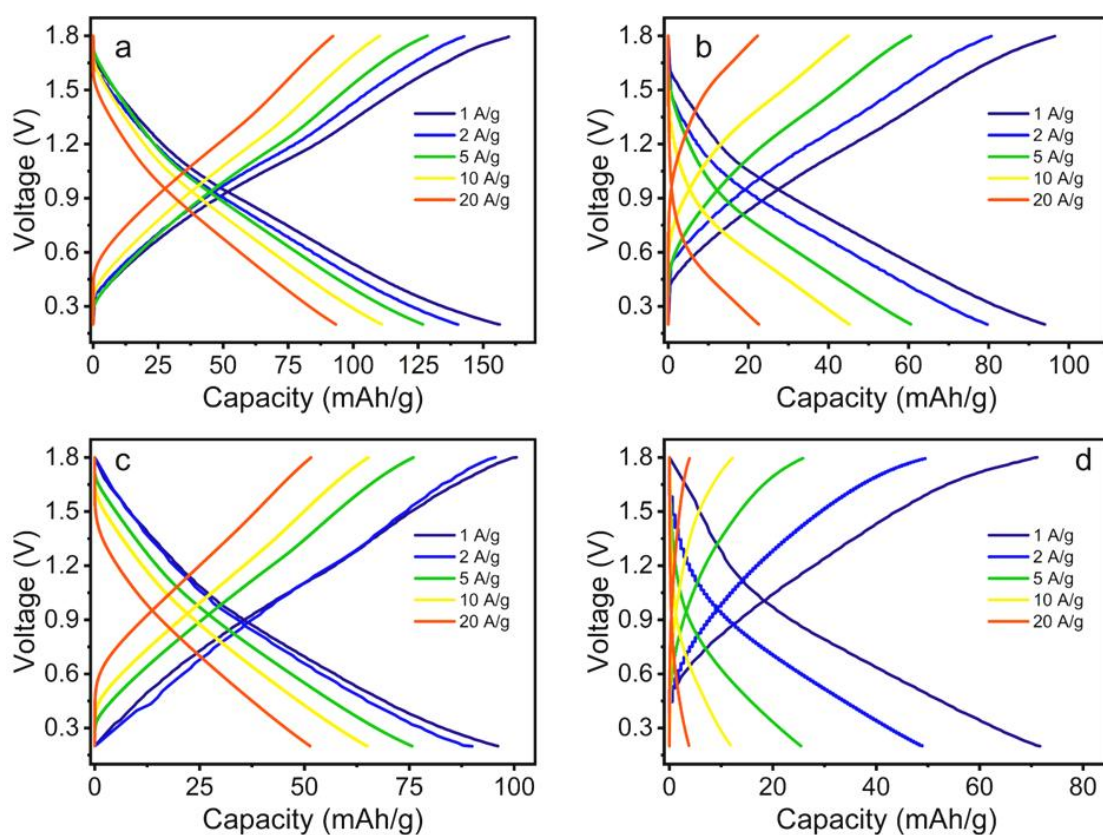 a
1.8
1.5
1.2
0.9
0.6
0.3
Voltage (V)
1 A/g
2 A/g
5 A/g
10 A/g
20 A/g
0 25 50 75 100 125 150
Capacity (mAh/g)
b
1.8
1.5
1.2
0.9
0.6
0.3
Voltage (V)
1 A/g
2 A/g
5 A/g
10 A/g
20 A/g
0 20 40 60 80 100
Capacity (mAh/g)
c
1.8
1.5
1.2
0.9
0.6
0.3
Voltage (V)
1 A/g
2 A/g
5 A/g
10 A/g
20 A/g
0 25 50 75 100
Capacity (mAh/g)
d
1.8
1.5
1.2
0.9
0.6
0.3
Voltage (V)
1 A/g
2 A/g
5 A/g
10 A/g
20 A/g
0 20 40 60 80
Capacity (mAh/g)